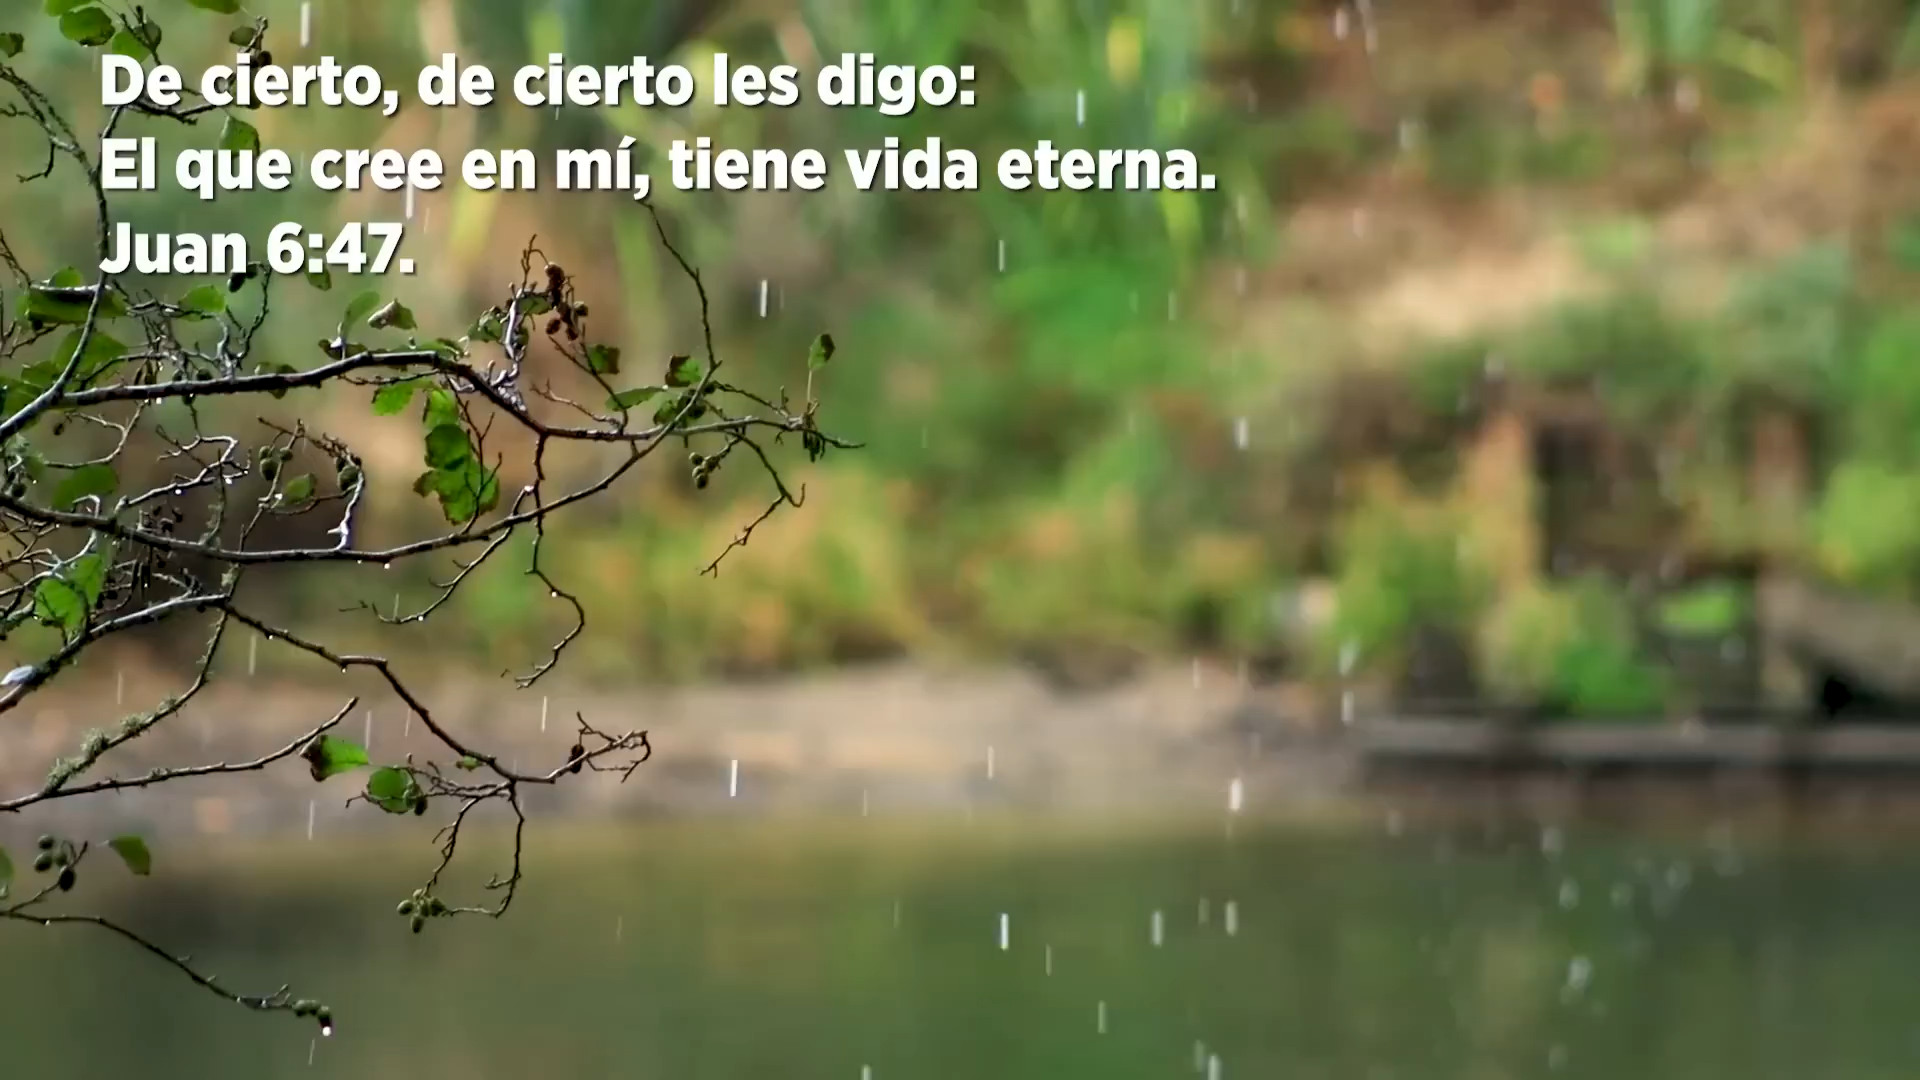 De cierto, de cierto les digo:
El que cree en mí, tiene vida eterna.
Juan 6:47.